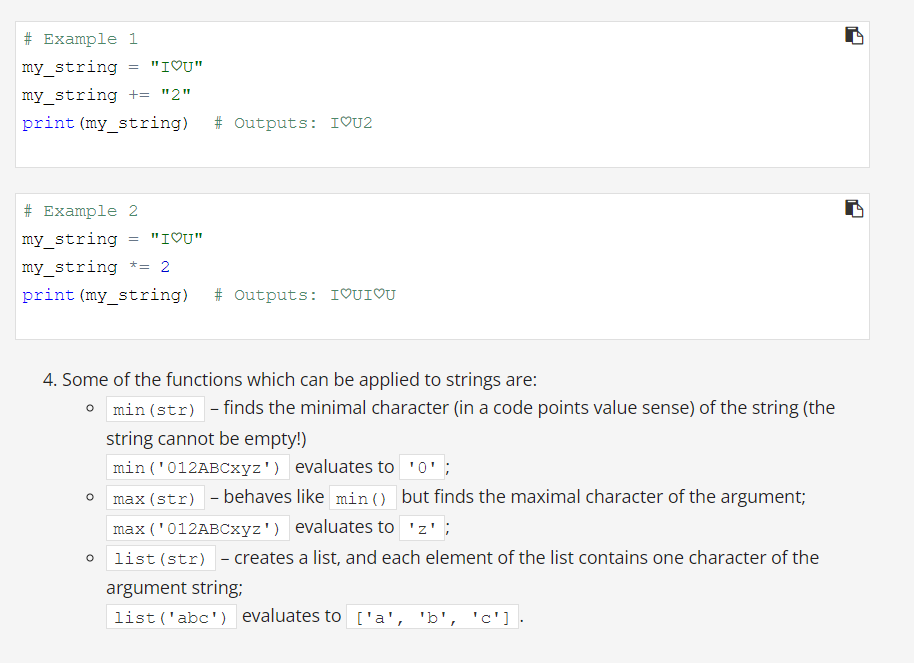 # Example 1
my_string = "I♡U"
my_string += "2"
print(my_string)  # Outputs: I♡U2
# Example 2
my_string = "I♡U"
my_string *= 2
print(my_string)  # Outputs: I♡UI♡U
4. Some of the functions which can be applied to strings are:
min(str) – finds the minimal character (in a code points value sense) of the string (the
string cannot be empty!)
min('012ABCxyz') evaluates to '0';
max(str) – behaves like min() but finds the maximal character of the argument;
max('012ABCxyz') evaluates to 'z';
list(str) – creates a list, and each element of the list contains one character of the
argument string;
list('abc') evaluates to ['a', 'b', 'c'].